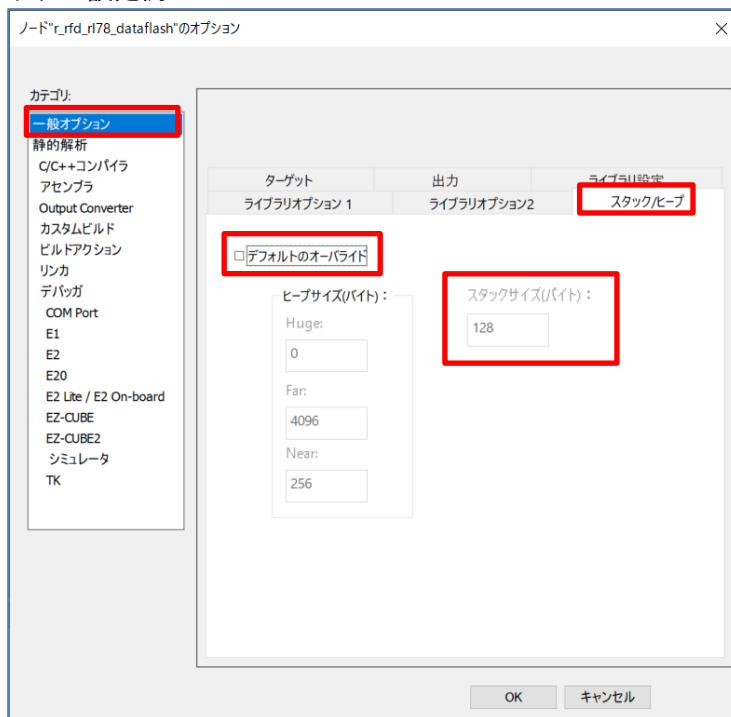 ノード"r_rfd_rl78_dataflash"のオプション
カテゴリ:
一般オプション
静的解析
C/C++コンパイラ
アセンブラ
Output Converter
カスタムビルド
ビルドアクション
リンカ
デバッガ
COM Port
E1
E2
E20
E2 Lite / E2 On-board
EZ-CUBE
EZ-CUBE2
シミュレータ
TK
ターゲット 出力 ライブラリ設定
ライブラリオプション 1 ライブラリオプション2 スタック/ヒープ
デフォルトのオーバライド
ヒープサイズ(バイト): スタックサイズ(バイト):
Huge: 128
0
Far:
4096
Near:
256
OK キャンセル